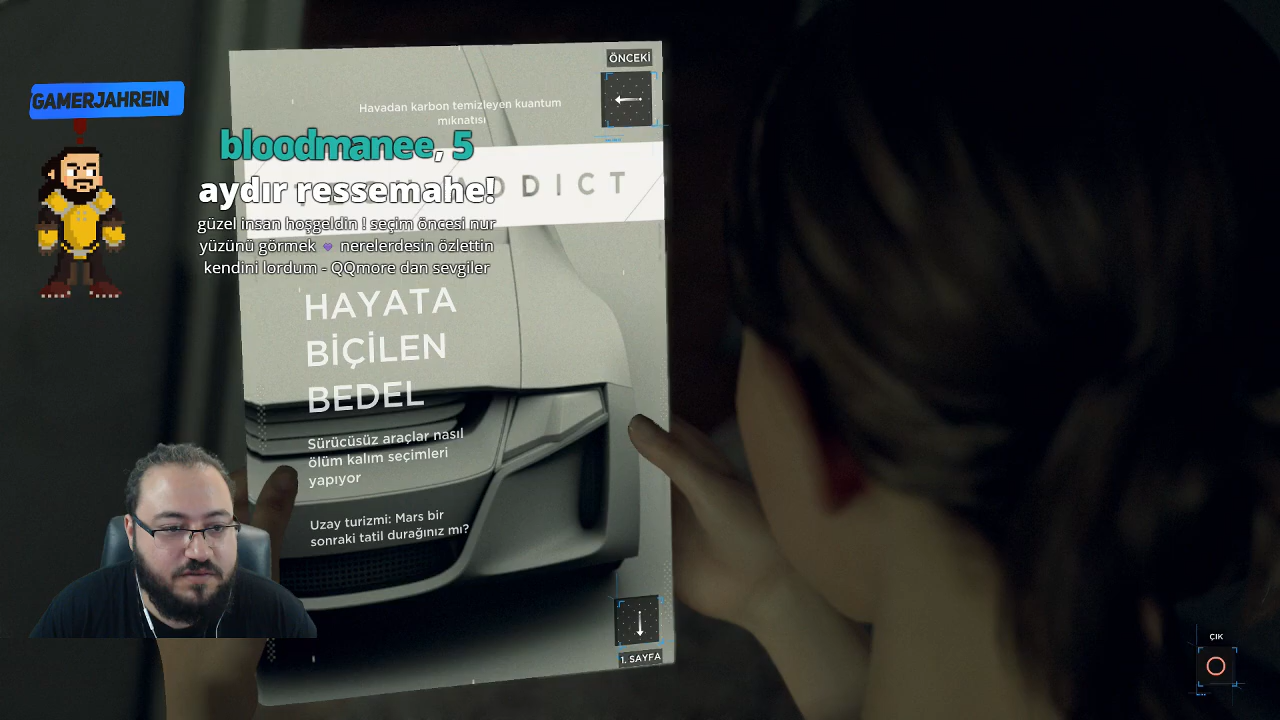 GAMERJAHREIN
ÖNCEKİ
Havadan karbon temizleyen kuantum
mıknatısı
bloodmanee, 5
aydır ressemahe!
ADDICT
güzel insan hoşgeldin ! seçim öncesi nur
yüzünü görmek 💜 nerelerdesin özlettin
kendini lordum - QQmore dan sevgiler
HAYATA
BİÇİLEN
BEDEL
Sürücüsüz araçlar nasıl
ölüm kalım seçimleri
yapıyor
Uzay turizmi: Mars bir
sonraki tatil durağınız mı?
1. SAYFA
ÇIK